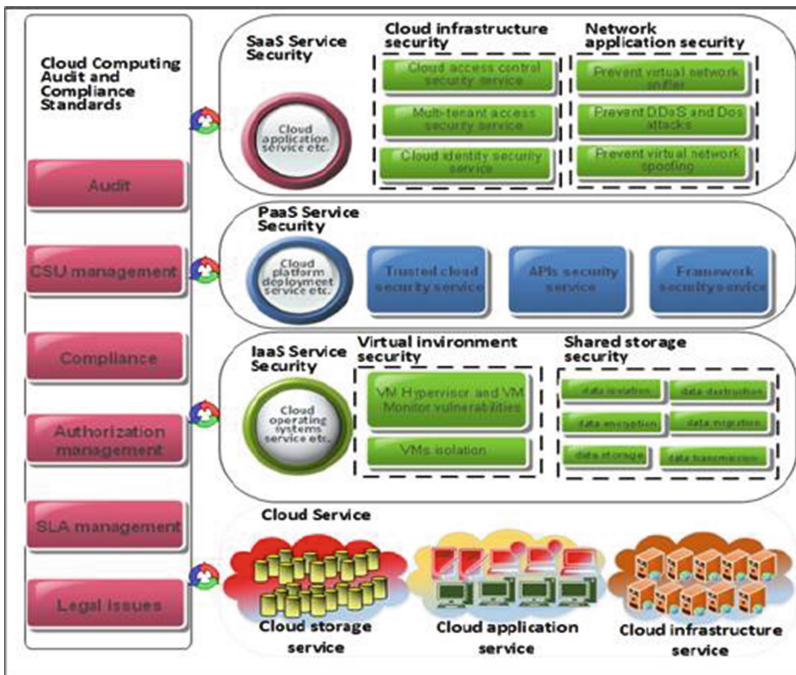 Cloud Computing
Audit and
Compliance
Standards
Audit
CSU management
Compliance
Authorization
management
SLA management
Legal issues
SaaS Service
Security
Cloud
application
service etc.
Cloud infrastructure
security
Cloud access control
security service
Multi-tenant access
security service
Cloud identity security
service
Network
application security
Prevent virtual network
sniffer
Prevent DDoS and Dos
attacks
Prevent virtual network
spoofing
PaaS Service
Security
Cloud
platform
deployment
service etc.
Trusted cloud
security service
APIs security
service
Framework
security service
IaaS Service
Security
Cloud
operating
systems
service etc.
Virtual invironment
security
VM Hypervisor and VM
Monitor vulnerabilities
VMs isolation
Shared storage
security
data isolation
data destruction
data encryption
data migration
data storage
data transmission
Cloud Service
Cloud storage
service
Cloud application
service
Cloud infrastructure
service